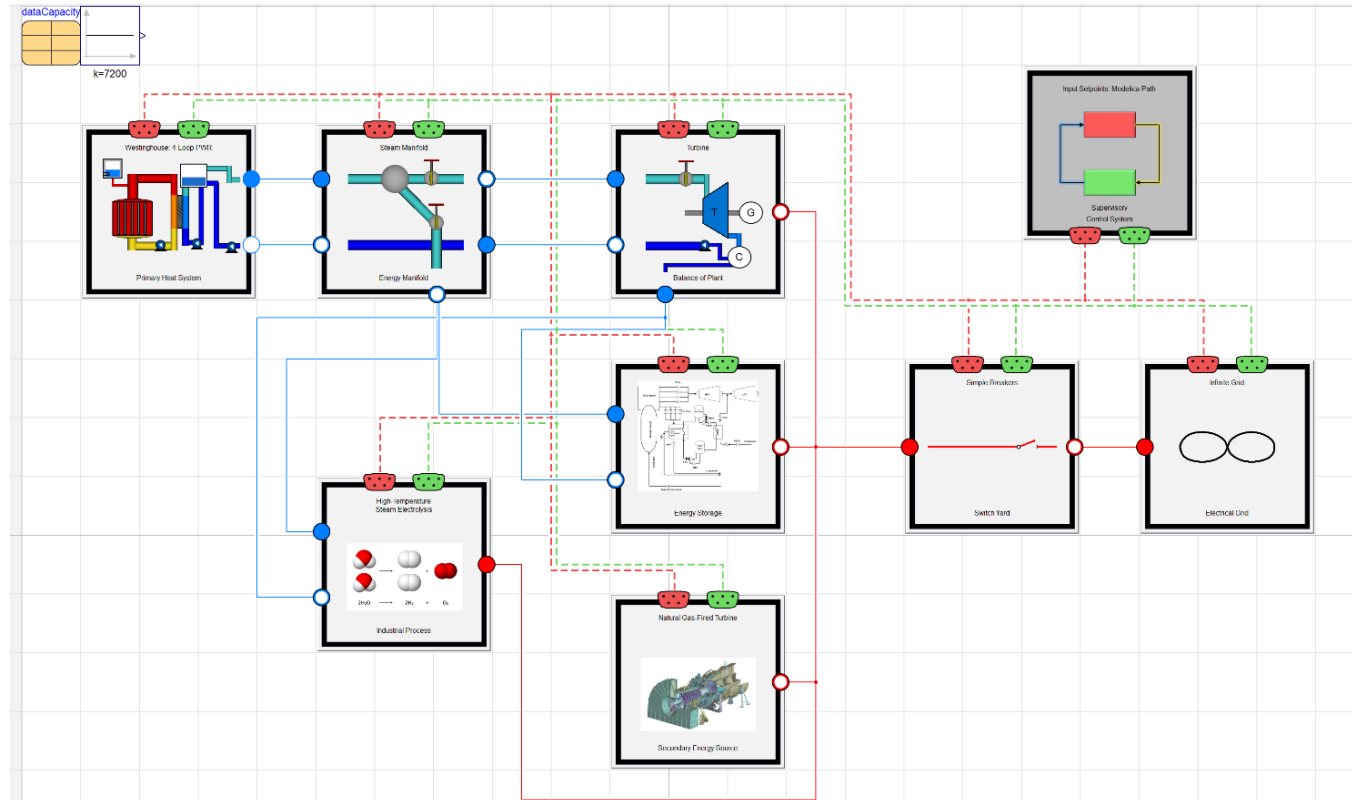 dataCapacity
k=7200
Input Setpoints: Modelica Path
Supervisory
Control System
Westinghouse: 4 Loop PWR
Primary Heat System
Steam Manifold
Energy Manifold
Turbine
T
G
C
Balance of Plant
Energy Storage
Simple Breakers
Switch Yard
Infinite Grid
Electrical Grid
High-Temperature
Steam Electrolysis
2H₂O → 2H₂ + O₂
Industrial Process
Natural Gas-Fired Turbine
Secondary Energy Source